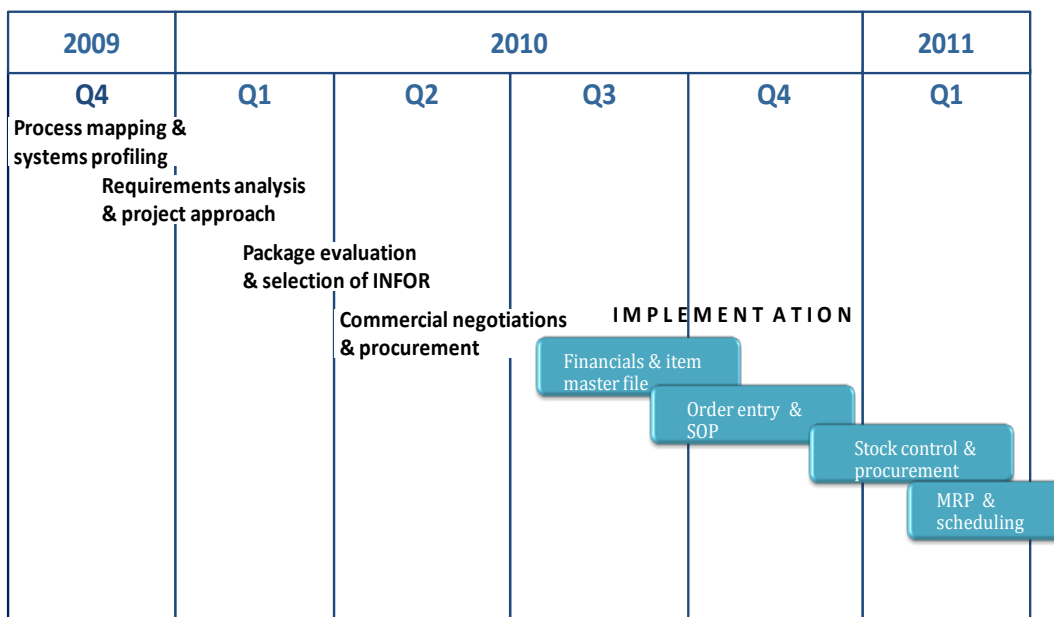 2009 2010 2011
Q4 Q1 Q2 Q3 Q4 Q1
Process mapping &
systems profiling
Requirements analysis
& project approach
Package evaluation
& selection of INFOR
Commercial negotiations
& procurement
IMPLEMENTATION
Financials & item
master file
Order entry &
SOP
Stock control &
procurement
MRP &
scheduling